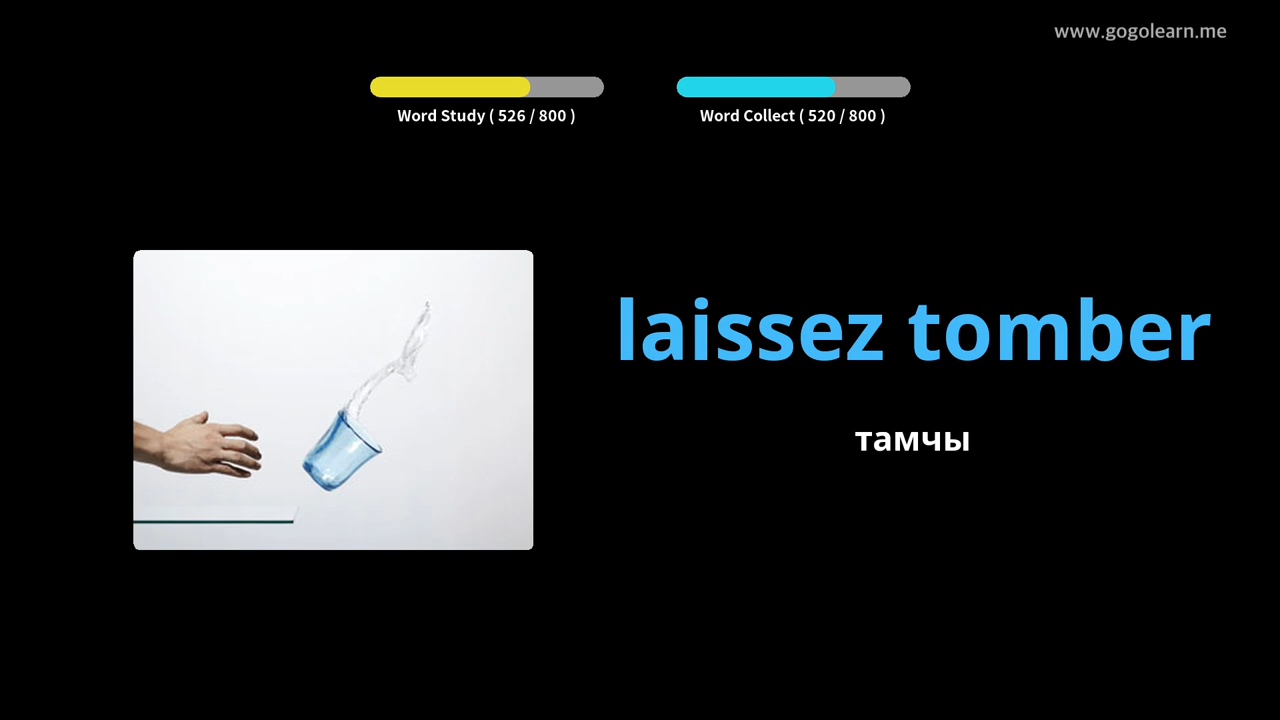 www.gogolearn.me
Word Study ( 526 / 800 )
Word Collect ( 520 / 800 )
laissez tomber
тамчы